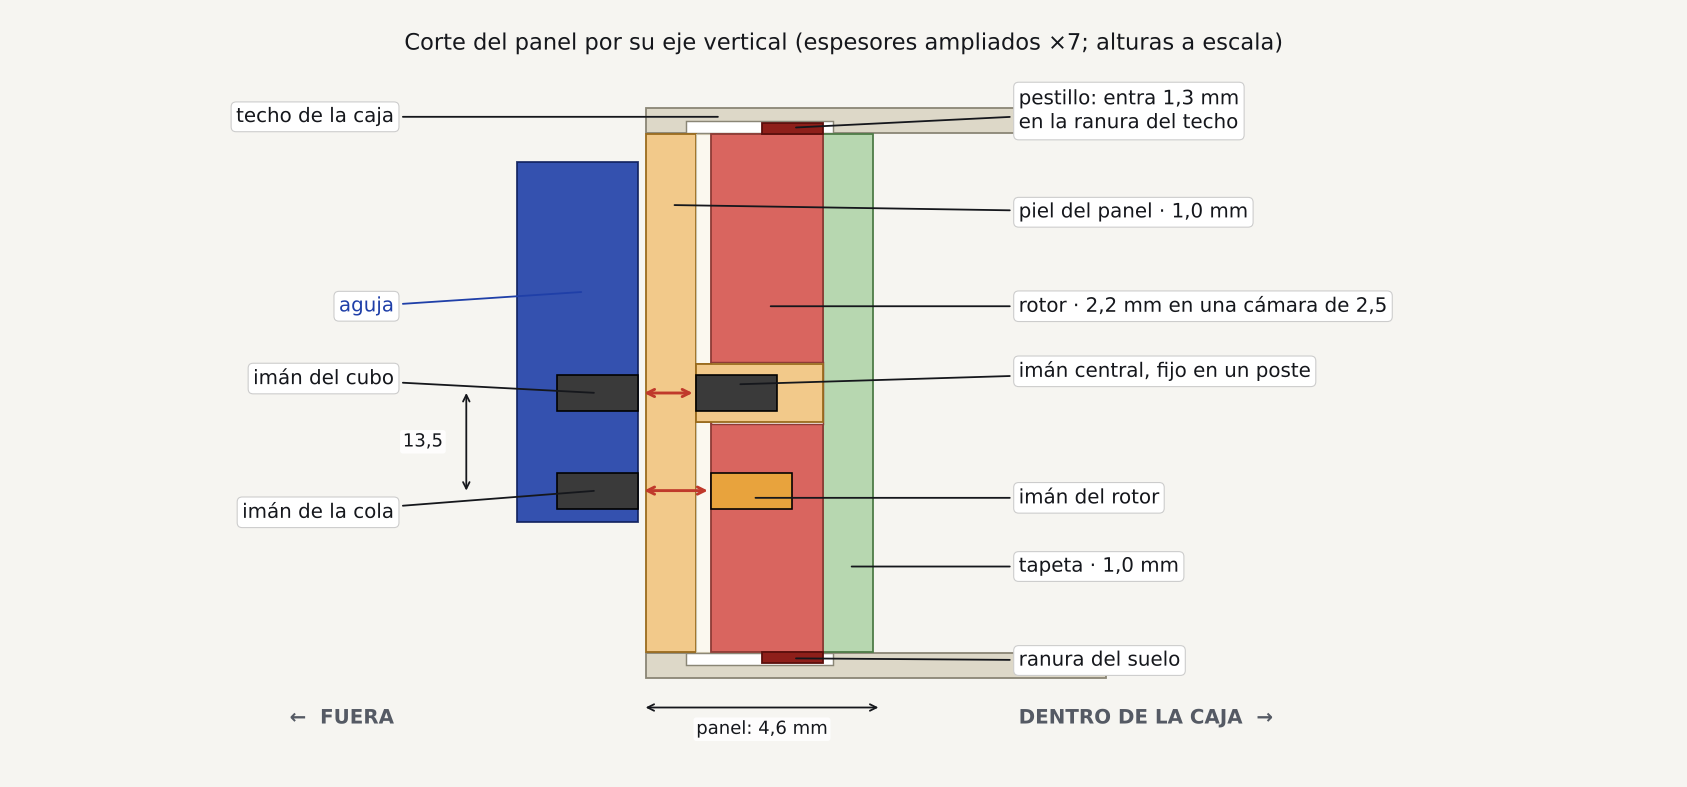 Corte del panel por su eje vertical (espesores ampliados ×7; alturas a escala)
techo de la caja
pestillo: entra 1,3 mm
en la ranura del techo
piel del panel · 1,0 mm
aguja
rotor · 2,2 mm en una cámara de 2,5
imán del cubo
imán central, fijo en un poste
13,5
imán de la cola
imán del rotor
tapeta · 1,0 mm
ranura del suelo
← FUERA
DENTRO DE LA CAJA →
panel: 4,6 mm